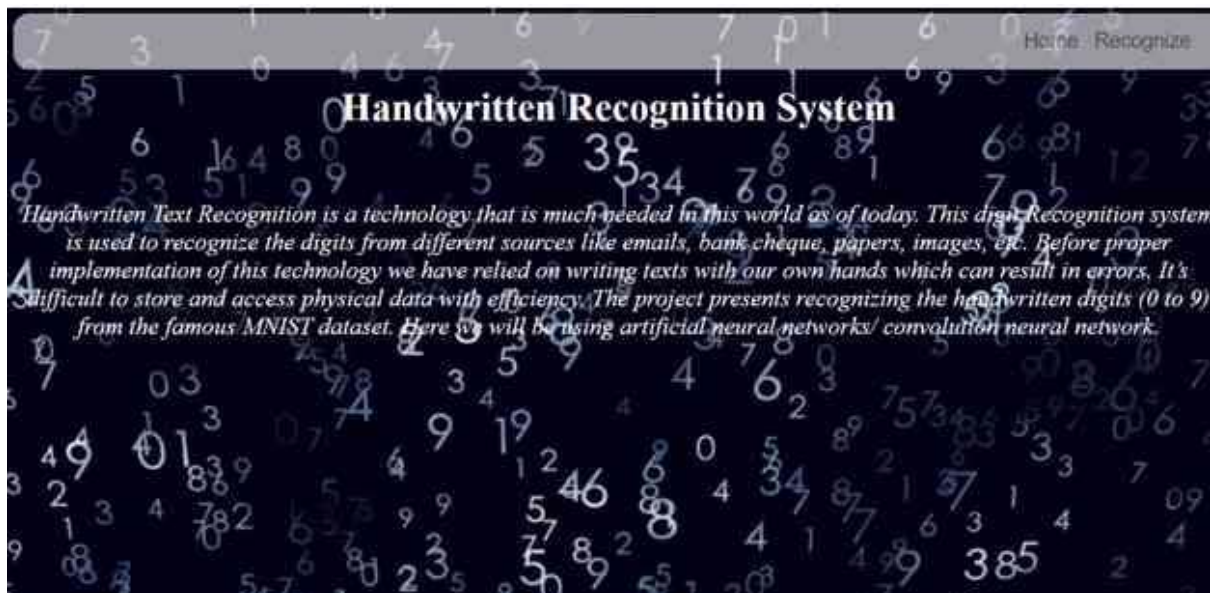 Home Recognize
Handwritten Recognition System
Handwritten Text Recognition is a technology that is much needed in this world as of today. This digit Recognition system
is used to recognize the digits from different sources like emails, bank cheque, papers, images, etc. Before proper
implementation of this technology we have relied on writing texts with our own hands which can result in errors. It's
difficult to store and access physical data with efficiency. The project presents recognizing the handwritten digits (0 to 9)
from the famous MNIST dataset. Here we will be using artificial neural networks/ convolution neural network.